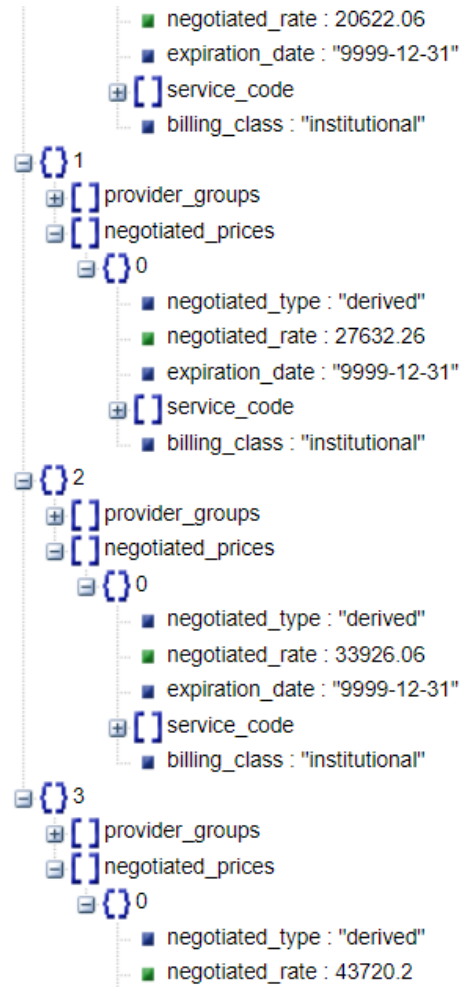 negotiated_rate : 20622.06
expiration_date : "9999-12-31"
[ ] service_code
billing_class : "institutional"
{} 1
[ ] provider_groups
[ ] negotiated_prices
{} 0
negotiated_type : "derived"
negotiated_rate : 27632.26
expiration_date : "9999-12-31"
[ ] service_code
billing_class : "institutional"
{} 2
[ ] provider_groups
[ ] negotiated_prices
{} 0
negotiated_type : "derived"
negotiated_rate : 33926.06
expiration_date : "9999-12-31"
[ ] service_code
billing_class : "institutional"
{} 3
[ ] provider_groups
[ ] negotiated_prices
{} 0
negotiated_type : "derived"
negotiated_rate : 43720.2